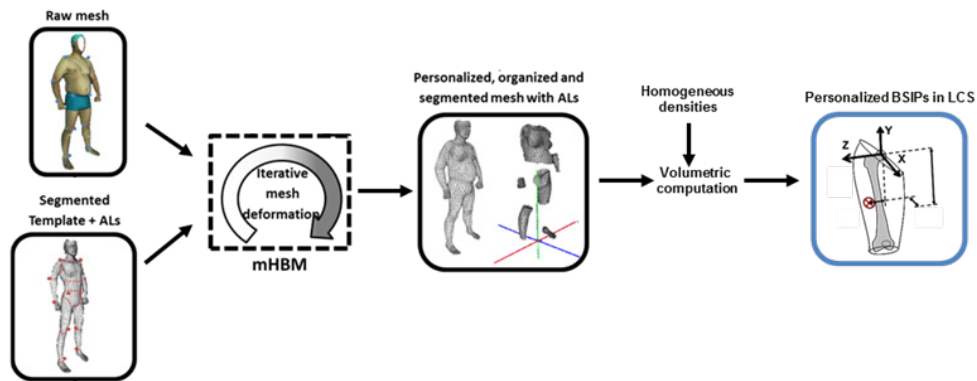 Raw mesh
Segmented
Template + ALs
Iterative
mesh
deformation
mHBM
Personalized, organized and
segmented mesh with ALs
Homogeneous
densities
Volumetric
computation
Personalized BSIPs in LCS
Y
Z
X